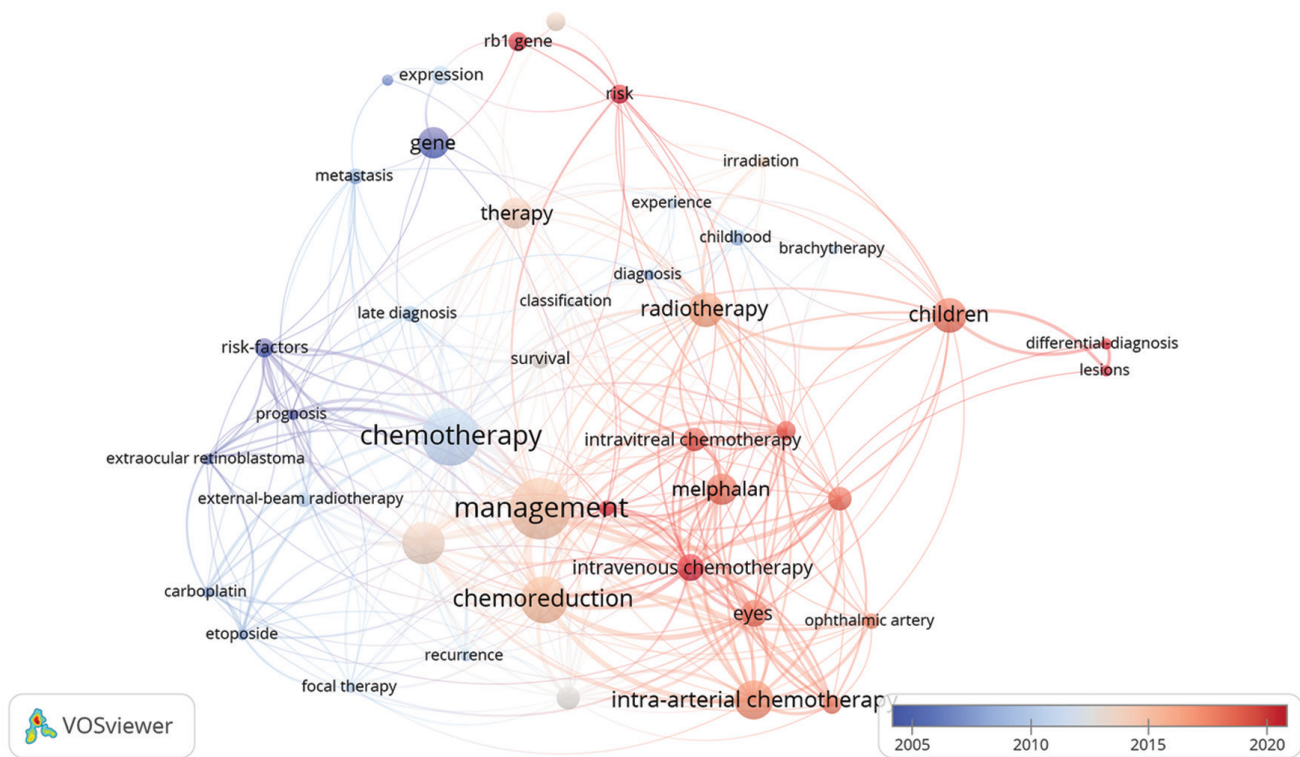 rb1 gene
expression
risk
gene
irradiation
metastasis
experience
therapy
childhood
brachytherapy
diagnosis
classification
radiotherapy
late diagnosis
children
differential diagnosis
risk-factors
survival
lesions
prognosis
chemotherapy
intravitreal chemotherapy
extraocular retinoblastoma
melphalan
external-beam radiotherapy
management
intravenous chemotherapy
carboplatin
chemoreduction
eyes
ophthalmic artery
etoposide
recurrence
focal therapy
intra-arterial chemotherapy
VOSviewer
2005 2010 2015 2020